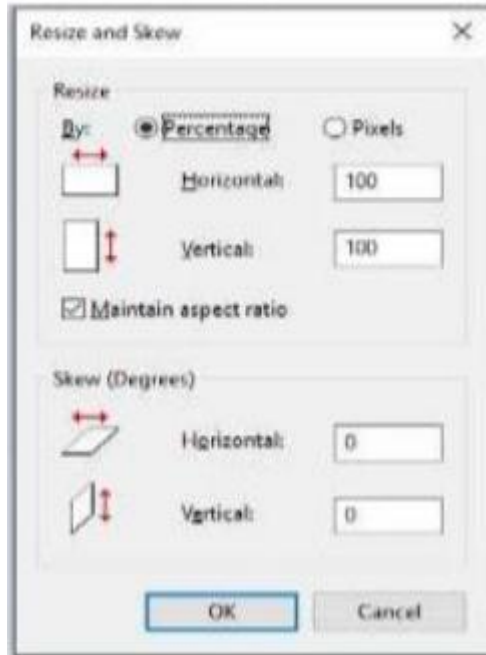 Resize and Skew
Resize
By: Percentage Pixels
Horizontal: 100
Vertical: 100
Maintain aspect ratio
Skew (Degrees)
Horizontal: 0
Vertical: 0
OK Cancel